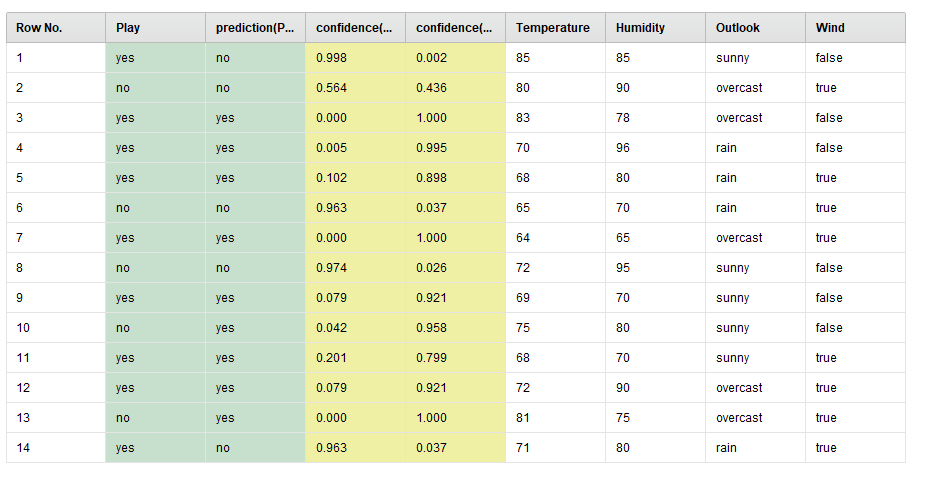 Row No. Play prediction(P... confidence(... confidence(... Temperature Humidity Outlook Wind
1 yes no 0.998 0.002 85 85 sunny false
2 no no 0.564 0.436 80 90 overcast true
3 yes yes 0.000 1.000 83 78 overcast false
4 yes yes 0.005 0.995 70 96 rain false
5 yes yes 0.102 0.898 68 80 rain true
6 no no 0.963 0.037 65 70 rain true
7 yes yes 0.000 1.000 64 65 overcast true
8 no no 0.974 0.026 72 95 sunny false
9 yes yes 0.079 0.921 69 70 sunny false
10 no yes 0.042 0.958 75 80 sunny false
11 yes yes 0.201 0.799 68 70 sunny true
12 yes yes 0.079 0.921 72 90 overcast true
13 no yes 0.000 1.000 81 75 overcast true
14 yes no 0.963 0.037 71 80 rain true